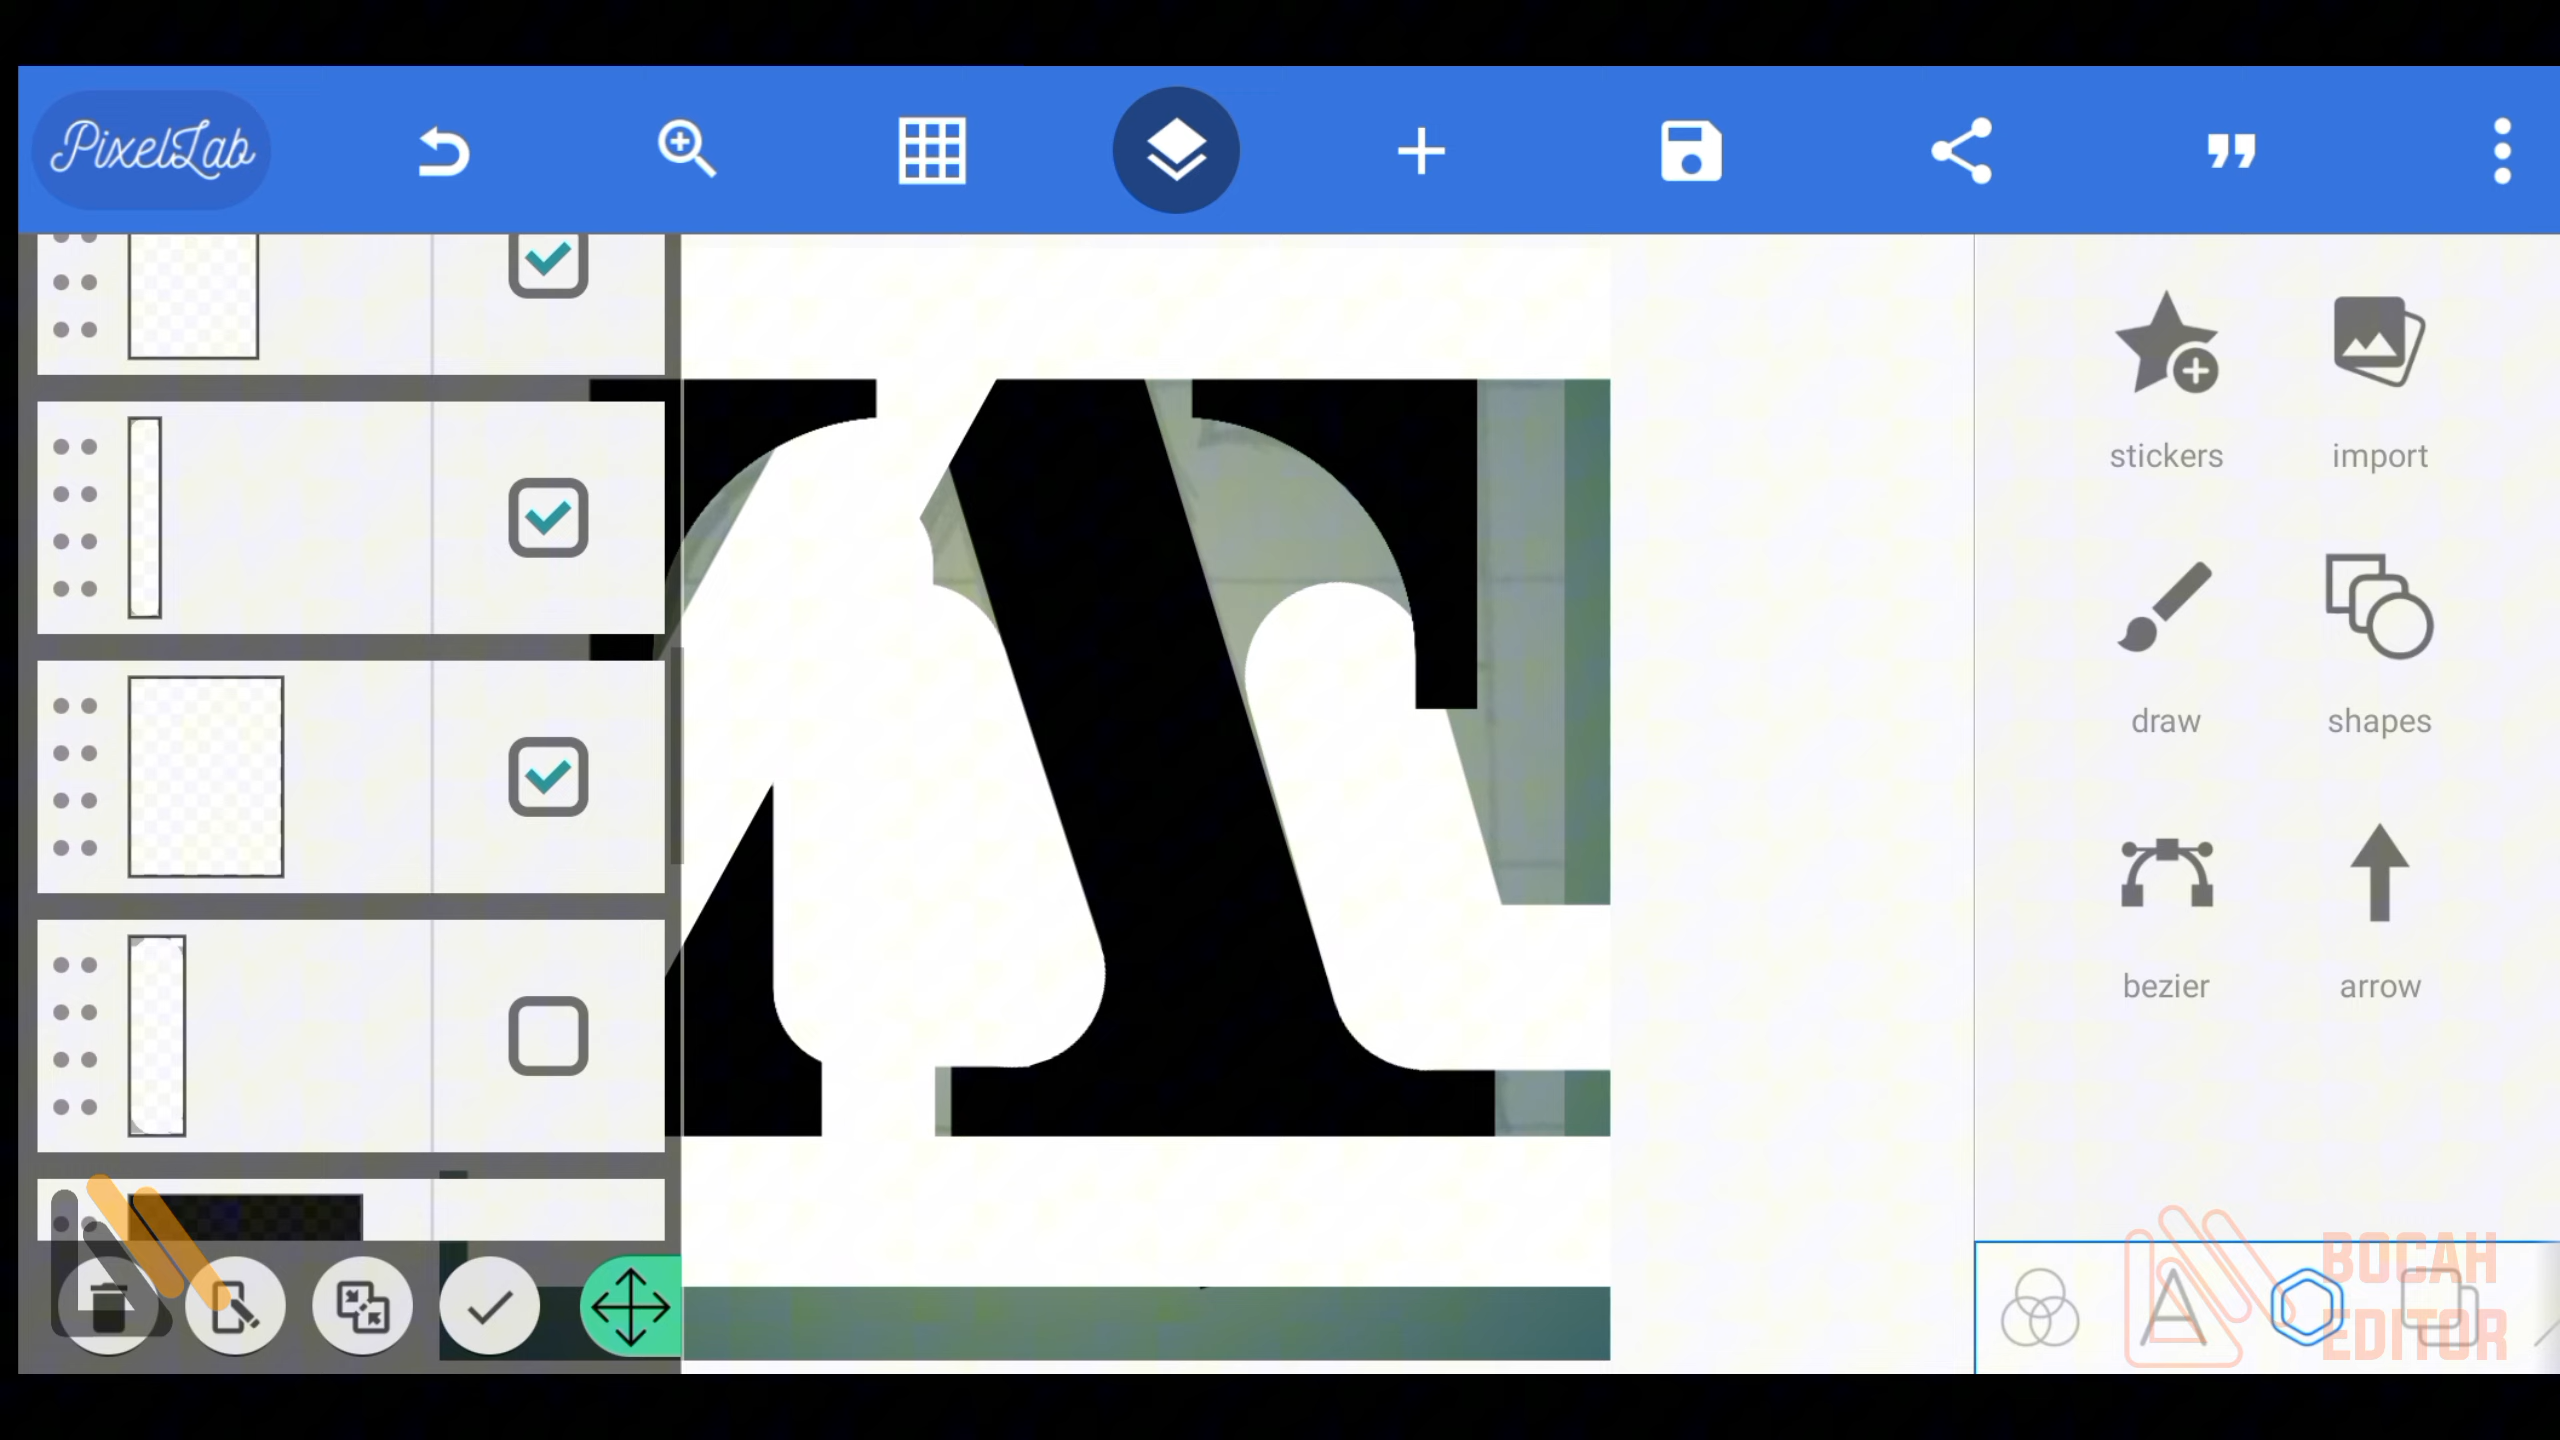 PixelLab
stickers
import
draw
shapes
bezier
arrow
BOCAH
EDITOR